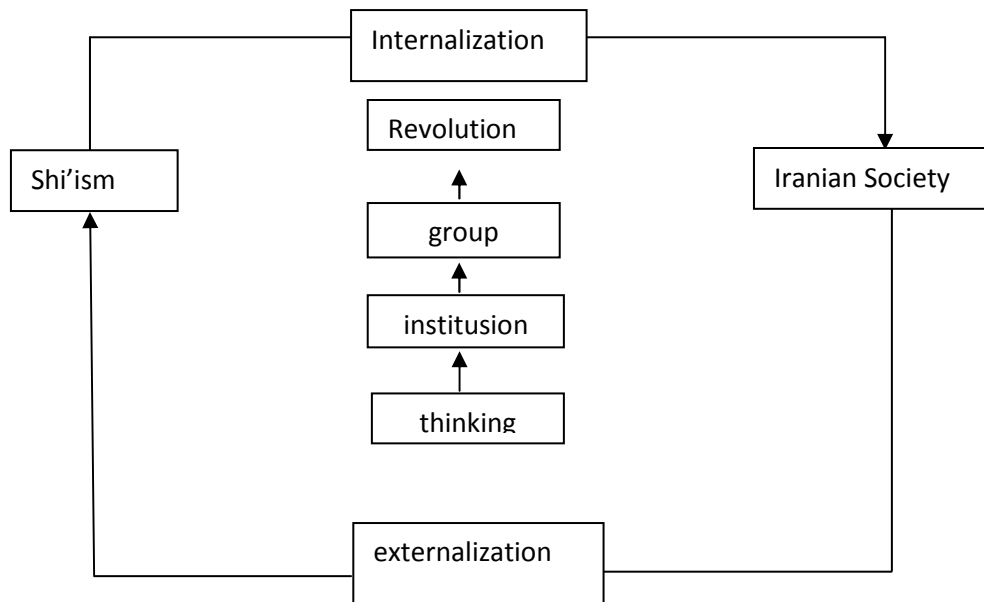 Internalization
Revolution
Shi’ism
Iranian Society
group
institusion
thinking
externalization